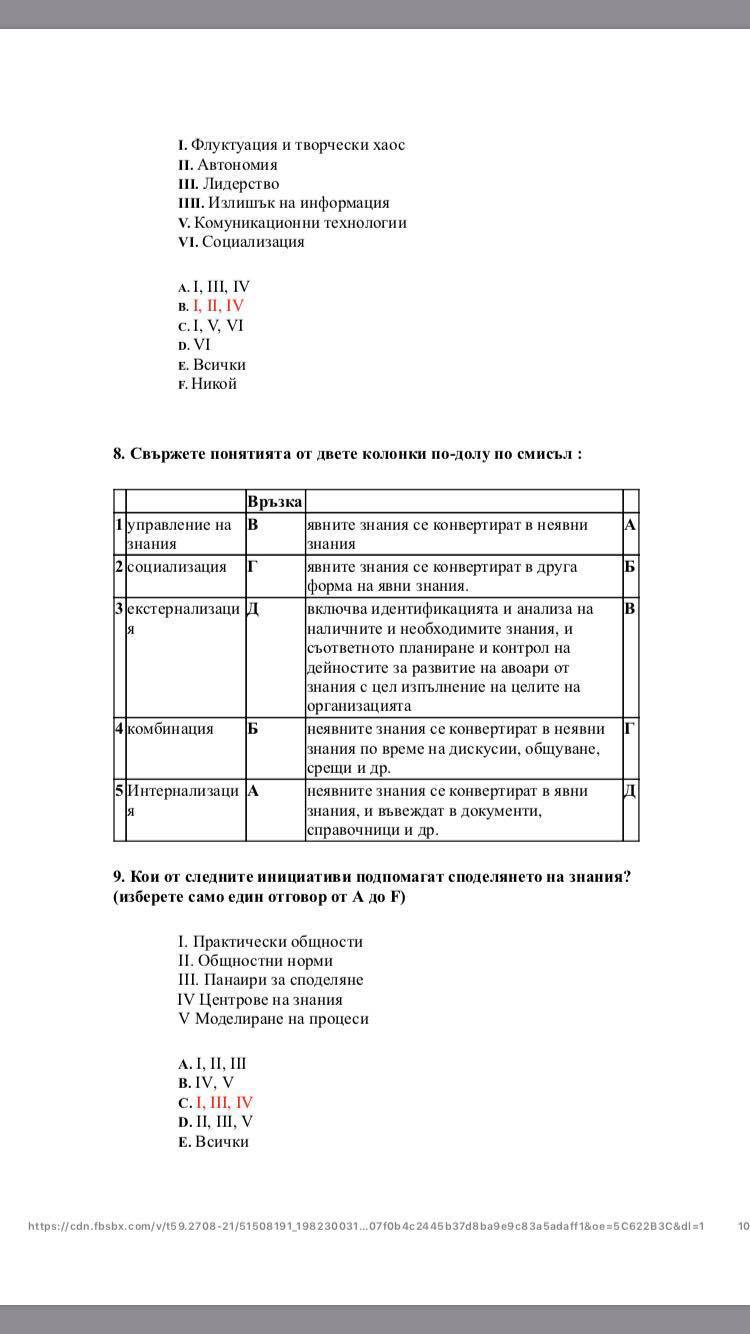 I. Флуктуация и творчески хаос
II. Автономия
III. Лидерство
IIII. Излишък на информация
V. Комуникационни технологии
VI. Социализация
A. I, III, IV
B. I, II, IV
C. I, V, VI
D. VI
E. Всички
F. Никой
8. Свържете понятията от двете колонки по-долу по смисъл :
Връзка
1 управление на знания В явните знания се конвертират в неявни знания А
2 социализация Г явните знания се конвертират в друга форма на явни знания. Б
3 екстернализация Д включва идентификацията и анализа на наличните и необходимите знания, и съответното планиране и контрол на дейностите за развитие на авоари от знания с цел изпълнение на целите на организацията В
4 комбинация Б неявните знания се конвертират в неявни знания по време на дискусии, общуване, срещи и др. Г
5 Интернализация А неявните знания се конвертират в явни знания, и въвеждат в документи, справочници и др. Д
9. Кои от следните инициативи подпомагат споделянето на знания?
(изберете само един отговор от A до F)
I. Практически общности
II. Общностни норми
III. Панаири за споделяне
IV Центрове на знания
V Моделиране на процеси
A. I, II, III
B. IV, V
C. I, III, IV
D. II, III, V
E. Всички
https://cdn.fbsbx.com/v/t59.2708-21/51508191_198230031...07f0b4c2445b37d8ba9e9c83a5adaff1&oe=5C622B3C&dl=1 10